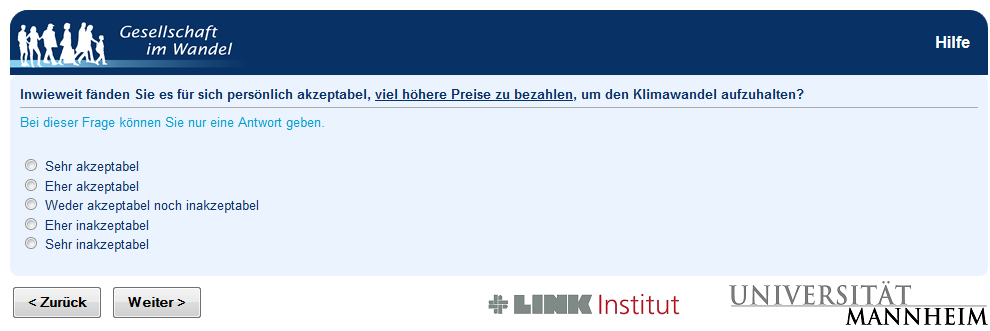 Gesellschaft
im Wandel
Hilfe
Inwieweit fänden Sie es für sich persönlich akzeptabel, viel höhere Preise zu bezahlen, um den Klimawandel aufzuhalten?
Bei dieser Frage können Sie nur eine Antwort geben.
Sehr akzeptabel
Eher akzeptabel
Weder akzeptabel noch inakzeptabel
Eher inakzeptabel
Sehr inakzeptabel
< Zurück
Weiter >
LINK Institut
UNIVERSITÄT
MANNHEIM